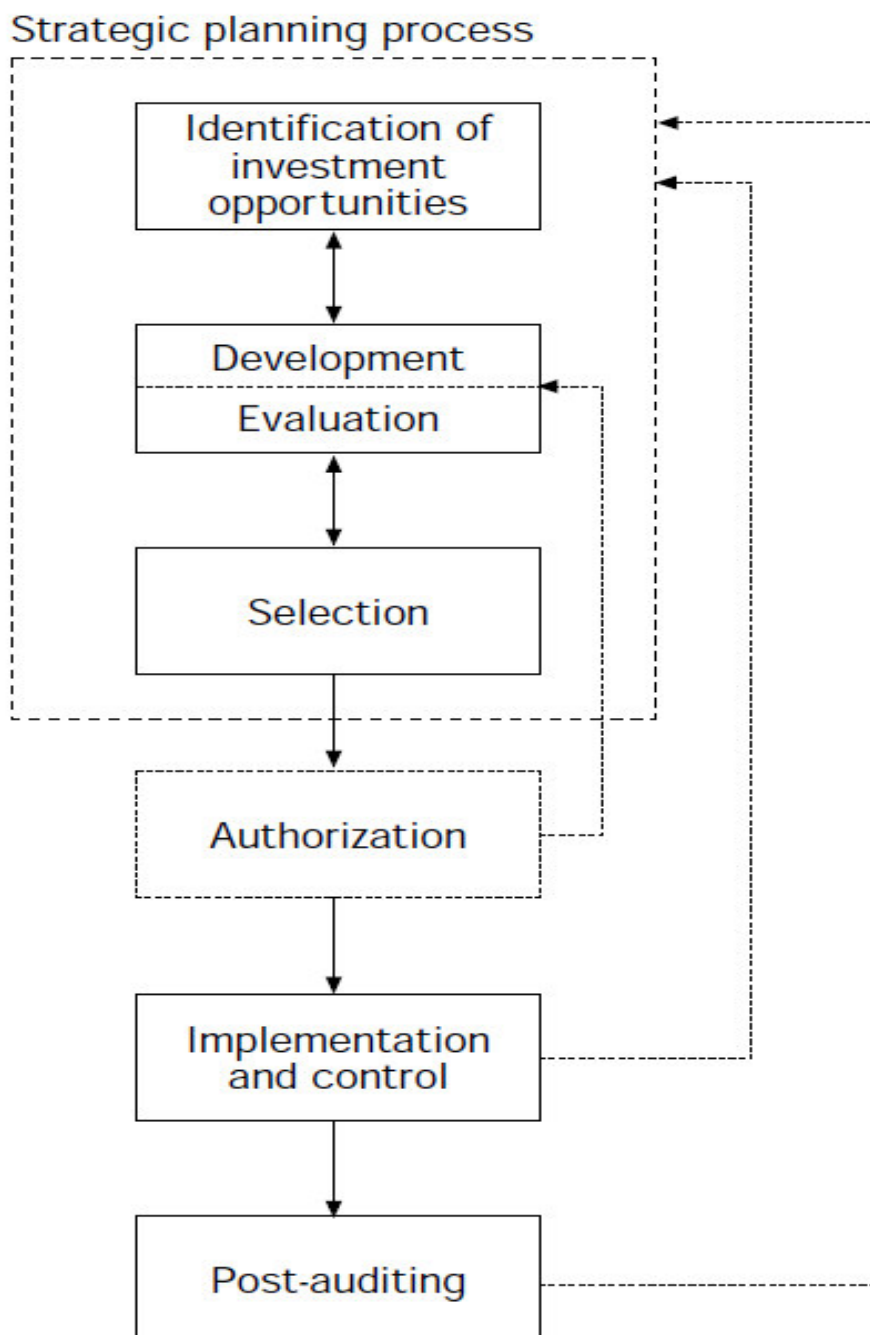 Strategic planning process
Identification of
investment
opportunities
Development
Evaluation
Selection
Authorization
Implementation
and control
Post-auditing